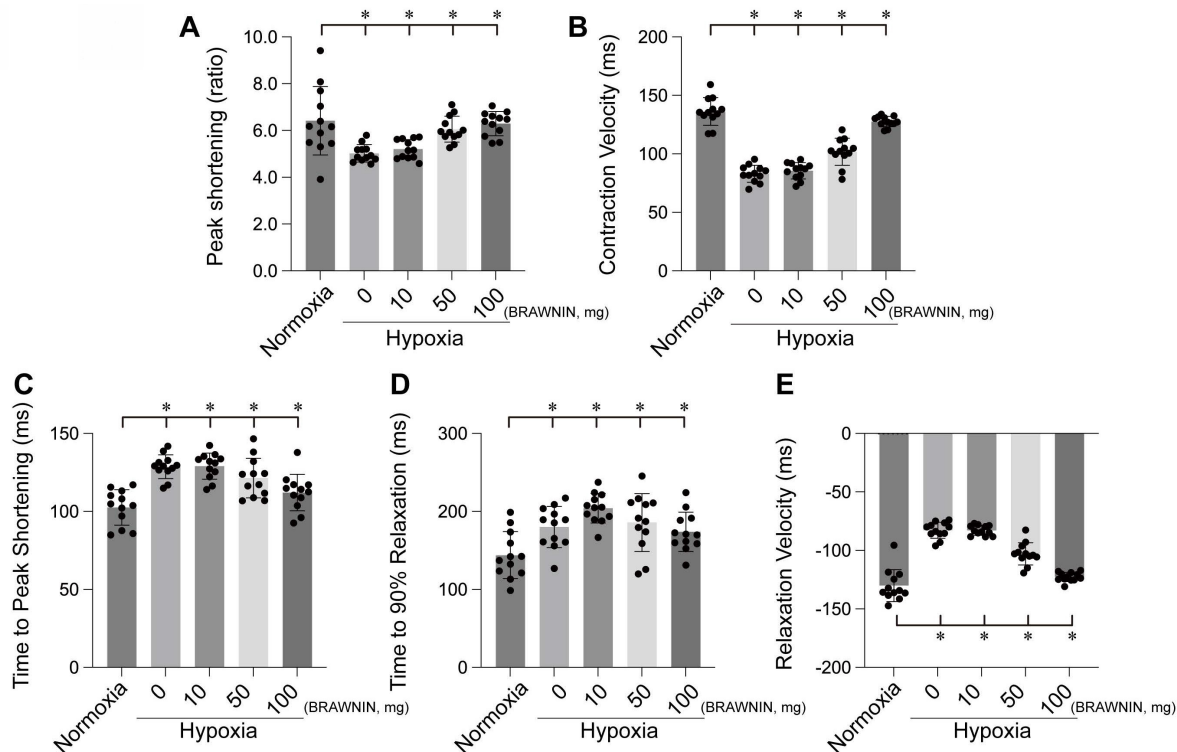 A
* * * *
Peak shortening (ratio)
10.0
8.0
6.0
4.0
2.0
0.0
Normoxia
0
10
50
100
(BRAWNIN, mg)
Hypoxia
B
* * * *
Contraction Velocity (ms)
200
150
100
50
0
Normoxia
0
10
50
100
(BRAWNIN, mg)
Hypoxia
C
* * * *
Time to Peak Shortening (ms)
150
100
50
0
Normoxia
0
10
50
100
(BRAWNIN, mg)
Hypoxia
D
* * * *
Time to 90% Relaxation (ms)
300
200
100
0
Normoxia
0
10
50
100
(BRAWNIN, mg)
Hypoxia
E
Relaxation Velocity (ms)
0
-50
-100
-150
-200
* * * *
Normoxia
0
10
50
100
(BRAWNIN, mg)
Hypoxia